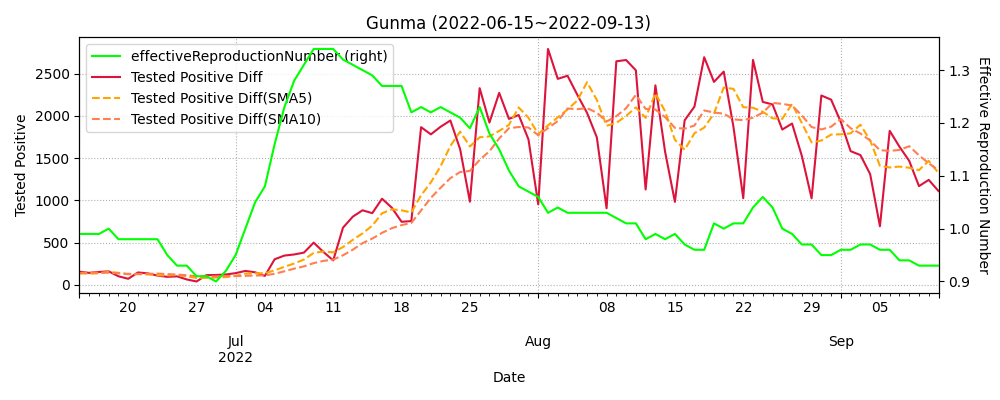 Gunma (2022-06-15~2022-09-13)
effectiveReproductionNumber (right)
Tested Positive Diff
Tested Positive Diff(SMA5)
Tested Positive Diff(SMA10)
Tested Positive
2500
2000
1500
1000
500
0
Effective Reproduction Number
1.3
1.2
1.1
1.0
0.9
20 27 04 11 18 25 08 15 22 29 05
Jul Aug Sep
2022
Date